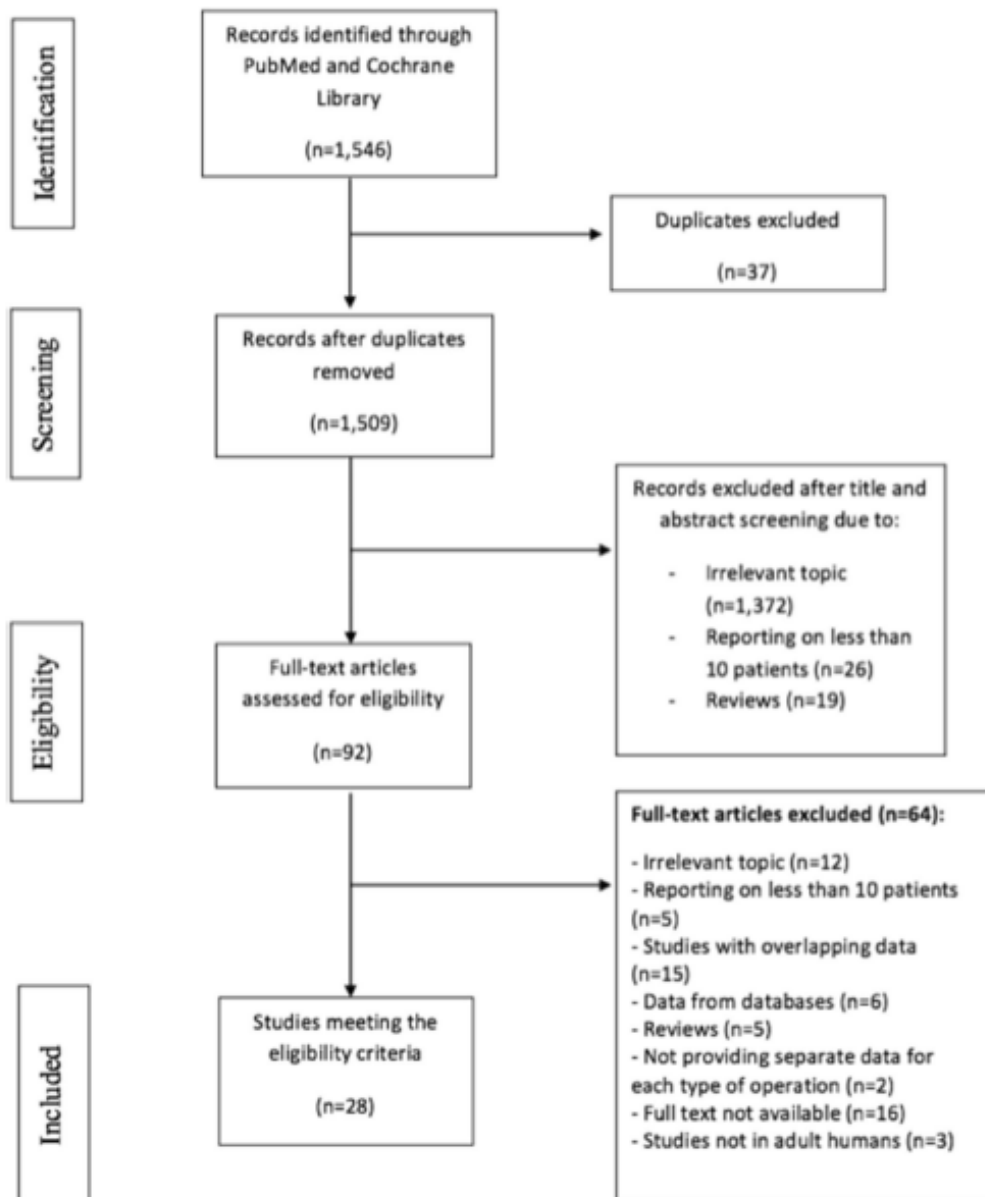 Identification
Records identified through
PubMed and Cochrane
Library
(n=1,546)
Duplicates excluded
(n=37)
Screening
Records after duplicates
removed
(n=1,509)
Records excluded after title and
abstract screening due to:
- Irrelevant topic
(n=1,372)
- Reporting on less than
10 patients (n=26)
- Reviews (n=19)
Eligibility
Full-text articles
assessed for eligibility
(n=92)
Full-text articles excluded (n=64):
- Irrelevant topic (n=12)
- Reporting on less than 10 patients
(n=5)
- Studies with overlapping data
(n=15)
- Data from databases (n=6)
- Reviews (n=5)
- Not providing separate data for
each type of operation (n=2)
- Full text not available (n=16)
- Studies not in adult humans (n=3)
Included
Studies meeting the
eligibility criteria
(n=28)